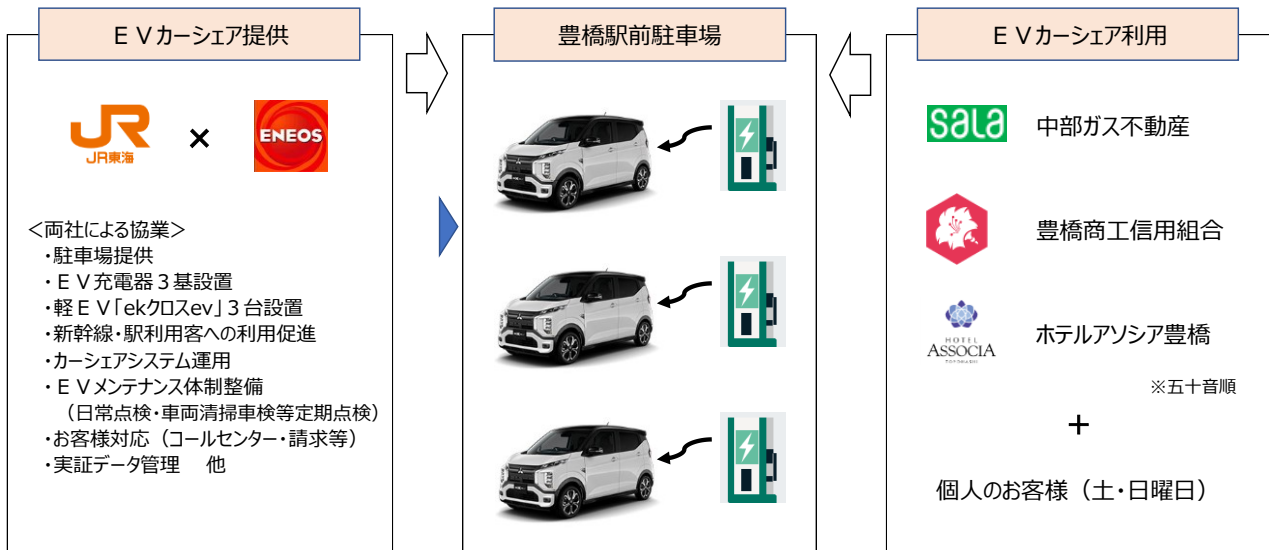 ＥＶカーシェア提供
JR東海
×
ENEOS
＜両社による協業＞
・駐車場提供
・ＥＶ充電器３基設置
・軽ＥＶ「ekクロスev」３台設置
・新幹線・駅利用客への利用促進
・カーシェアシステム運用
・ＥＶメンテナンス体制整備
（日常点検・車両清掃車検等定期点検）
・お客様対応（コールセンター・請求等）
・実証データ管理　他
豊橋駅前駐車場
ＥＶカーシェア利用
sala
中部ガス不動産
豊橋商工信用組合
HOTEL
ASSOCIA
TOYOHASHI
ホテルアソシア豊橋
※五十音順
+
個人のお客様（土・日曜日）